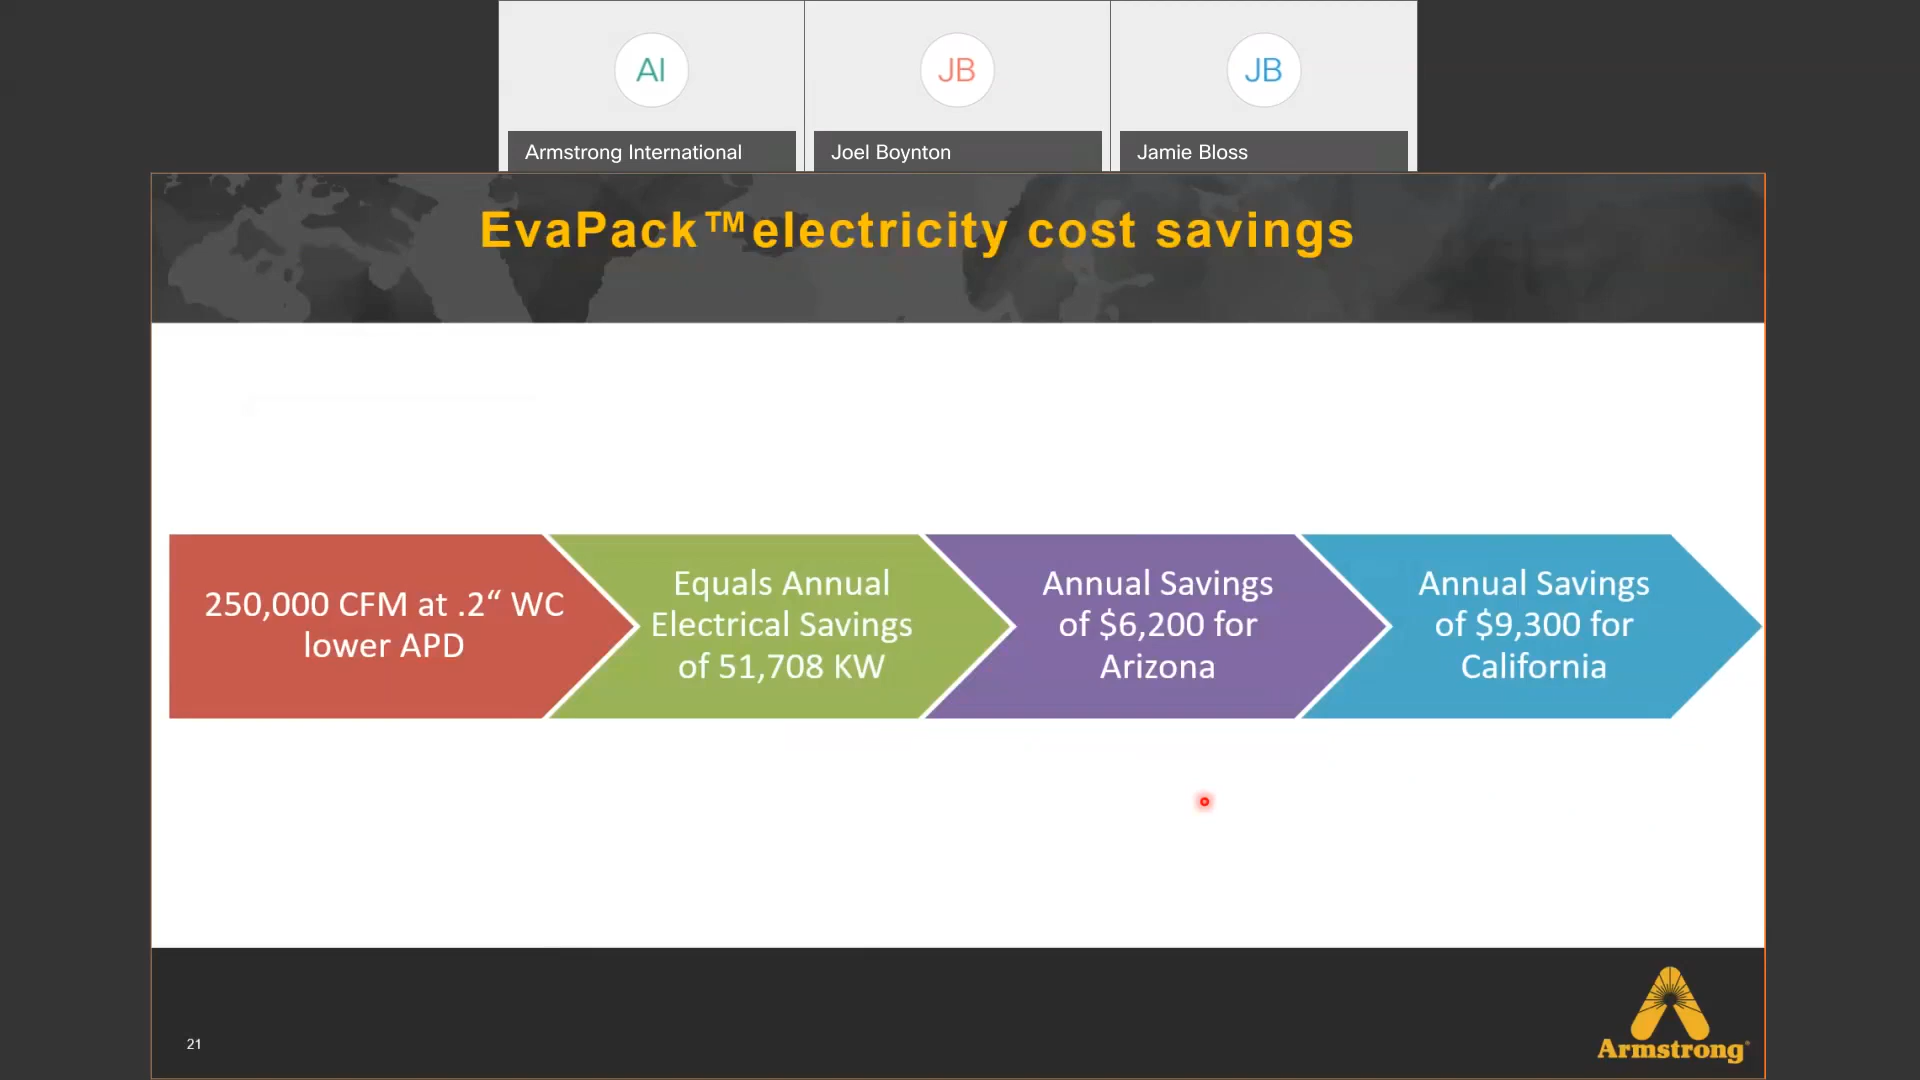 AI
JB
JB
Armstrong International
Joel Boynton
Jamie Bloss
EvaPack™electricity cost savings
250,000 CFM at .2“ WC
lower APD
Equals Annual
Electrical Savings
of 51,708 KW
Annual Savings
of $6,200 for
Arizona
Annual Savings
of $9,300 for
California
21
Armstrong®